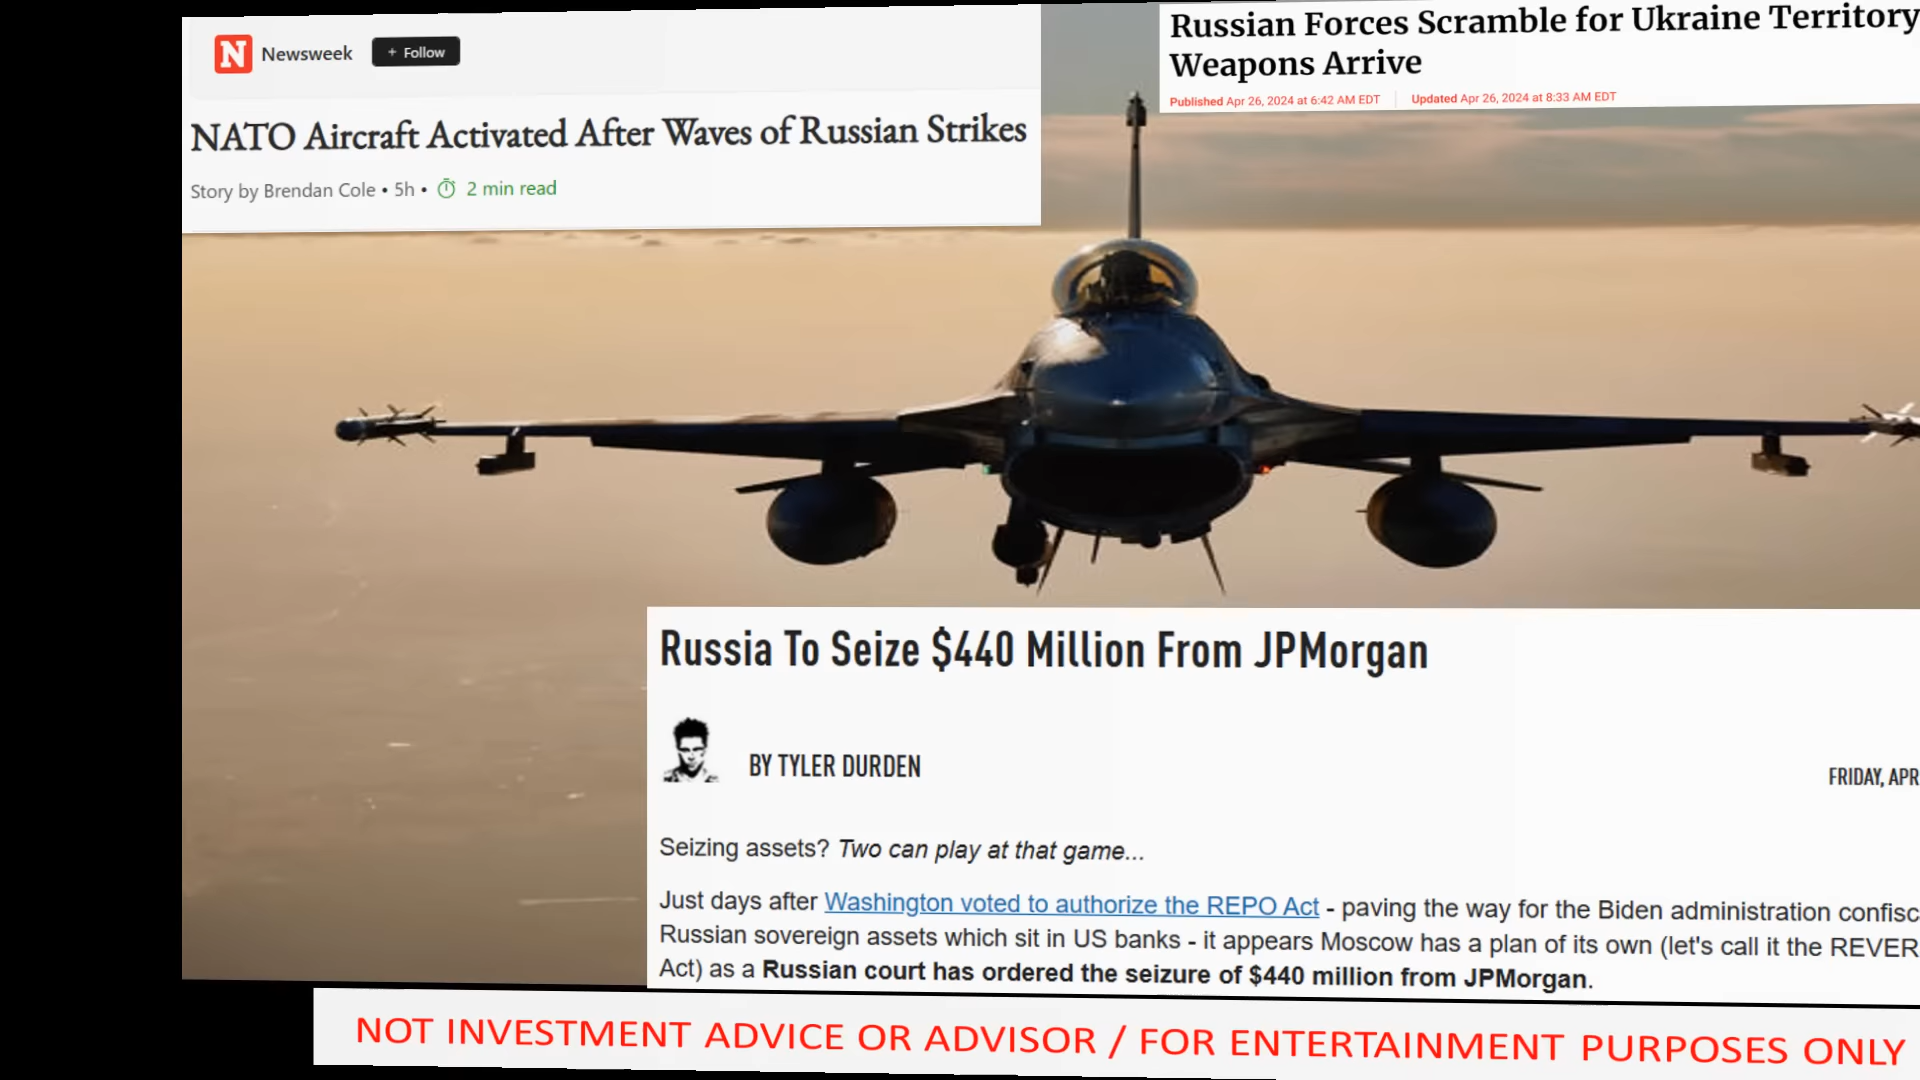 Newsweek
+ Follow
NATO Aircraft Activated After Waves of Russian Strikes
Story by Brendan Cole • 5h • 2 min read
Russian Forces Scramble for Ukraine Territory
Weapons Arrive
Published Apr 26, 2024 at 6:42 AM EDT | Updated Apr 26, 2024 at 8:33 AM EDT
Russia To Seize $440 Million From JPMorgan
BY TYLER DURDEN
FRIDAY, APR
Seizing assets? Two can play at that game...
Just days after Washington voted to authorize the REPO Act - paving the way for the Biden administration confisc
Russian sovereign assets which sit in US banks - it appears Moscow has a plan of its own (let's call it the REVER
Act) as a Russian court has ordered the seizure of $440 million from JPMorgan.
NOT INVESTMENT ADVICE OR ADVISOR / FOR ENTERTAINMENT PURPOSES ONLY